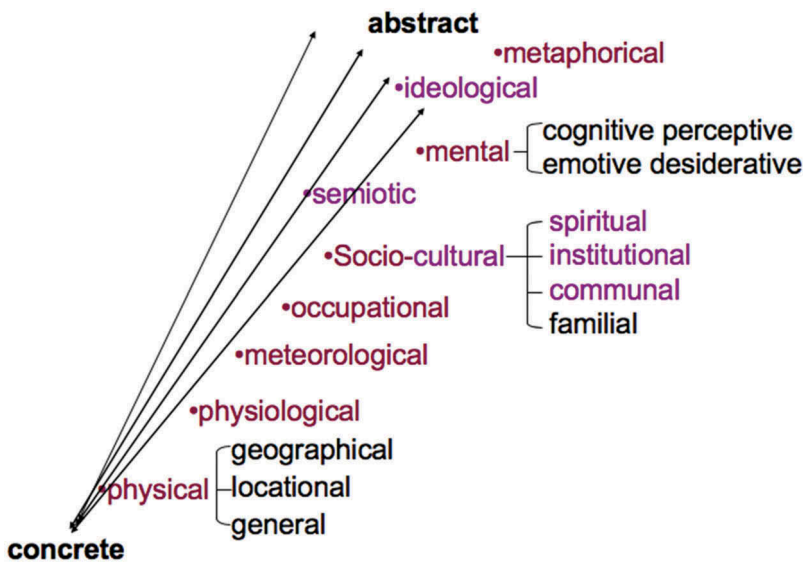 abstract
•metaphorical
•ideological
cognitive perceptive
•mental
emotive desiderative
•semiotic
spiritual
•Socio-cultural
institutional
communal
•occupational
familial
•meteorological
•physiological
geographical
•physical
locational
general
concrete